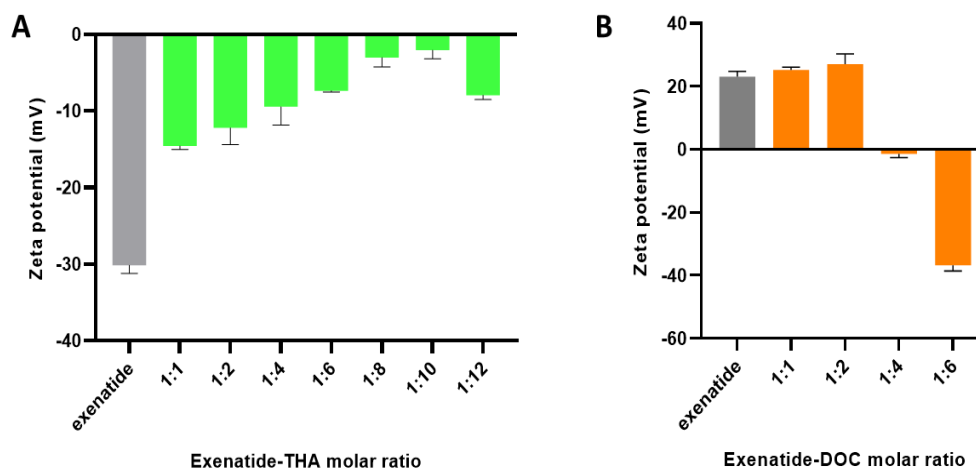 A
Zeta potential (mV)
0
-10
-20
-30
-40
exenatide
1:1
1:2
1:4
1:6
1:8
1:10
1:12
Exenatide-THA molar ratio
B
Zeta potential (mV)
40
20
0
-20
-40
-60
exenatide
1:1
1:2
1:4
1:6
Exenatide-DOC molar ratio